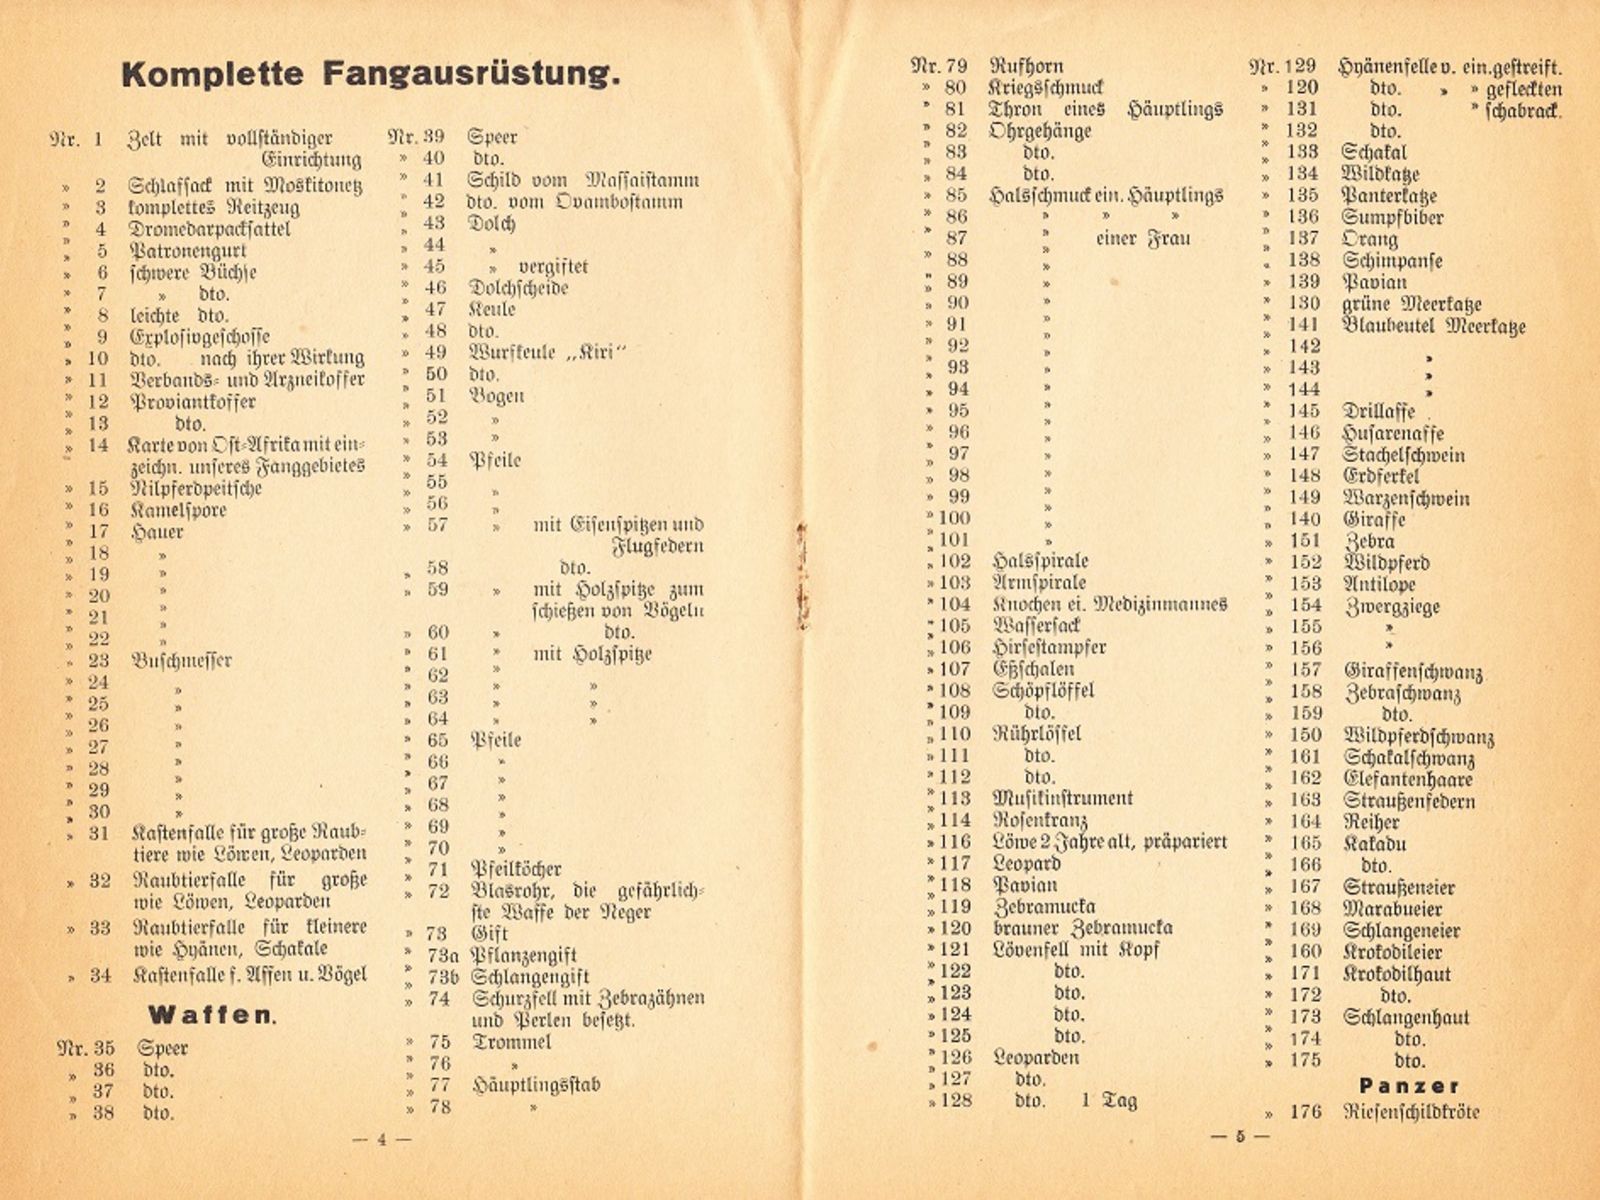 Komplette Fangausrüstung.
Nr. 1 Zelt mit vollständiger
Einrichtung
» 2 Schlafsack mit Moskitonetz
» 3 komplettes Reitzeug
» 4 Dromedarpacksattel
» 5 Patronengurt
» 6 schwere Büchse
» 7 » dto.
» 8 leichte dto.
» 9 Explosivgeschosse
» 10 dto. nach ihrer Wirkung
» 11 Verbands- und Arzneikoffer
» 12 Proviantkoffer
» 13 dto.
» 14 Karte von Ost-Afrika mit ein-
zeichn. unseres Fanggebietes
» 15 Nilpferdpeitsche
» 16 Kamelspore
» 17 Hauer
» 18 »
» 19 »
» 20 »
» 21 »
» 22 »
» 23 Buschmesser
» 24 »
» 25 »
» 26 »
» 27 »
» 28 »
» 29 »
» 30 »
» 31 Kastenfalle für große Raub-
tiere wie Löwen, Leoparden
» 32 Raubtierfalle für große
wie Löwen, Leoparden
» 33 Raubtierfalle für kleinere
wie Hyänen, Schakale
» 34 Kastenfalle f. Affen u. Vögel
Waffen.
Nr. 35 Speer
» 36 dto.
» 37 dto.
» 38 dto.
Nr. 39 Speer
» 40 dto.
» 41 Schild vom Massaistamm
» 42 dto. vom Ovambostamm
» 43 Dolch
» 44 »
» 45 » vergiftet
» 46 Dolchscheide
» 47 Keule
» 48 dto.
» 49 Wurfkeule „Kiri“
» 50 dto.
» 51 Bogen
» 52 »
» 53 »
» 54 Pfeile
» 55 »
» 56 »
» 57 » mit Eisenspitzen und
Flugfedern
» 58 dto.
» 59 » mit Holzspitze zum
schießen von Vögeln
» 60 » dto.
» 61 » mit Holzspitze
» 62 » »
» 63 » »
» 64 » »
» 65 Pfeile
» 66 »
» 67 »
» 68 »
» 69 »
» 70 »
» 71 Pfeilköcher
» 72 Blasrohr, die gefährlich-
ste Waffe der Neger
» 73 Gift
» 73a Pflanzengift
» 73b Schlangengift
» 74 Schurzfell mit Zebrazähnen
und Perlen besetzt.
» 75 Trommel
» 76 »
» 77 Häuptlingsstab
» 78 »
— 4 —
Nr. 79 Rufhorn
» 80 Kriegsschmuck
» 81 Thron eines Häuptlings
» 82 Ohrgehänge
» 83 dto.
» 84 dto.
» 85 Halsschmuck ein. Häuptlings
» 86 » » »
» 87 » einer Frau
» 88 »
» 89 »
» 90 »
» 91 »
» 92 »
» 93 »
» 94 »
» 95 »
» 96 »
» 97 »
» 98 »
» 99 »
» 100 »
» 101 »
» 102 Halsspirale
» 103 Armspirale
» 104 Knochen ei. Medizinmannes
» 105 Wassersack
» 106 Hirsestampfer
» 107 Eßschalen
» 108 Schöpflöffel
» 109 dto.
» 110 Rührlöffel
» 111 dto.
» 112 dto.
» 113 Musikinstrument
» 114 Rosenkranz
» 116 Löwe 2 Jahre alt, präpariert
» 117 Leopard
» 118 Pavian
» 119 Zebramucka
» 120 brauner Zebramucka
» 121 Lövenfell mit Kopf
» 122 dto.
» 123 dto.
» 124 dto.
» 125 dto.
» 126 Leoparden
» 127 dto.
» 128 dto. 1 Tag
Nr. 129 Hyänenfelle v. ein. gestreift.
» 120 dto. » » gefleckten
» 131 dto. » schabrack.
» 132 dto.
» 133 Schakal
» 134 Wildkatze
» 135 Panterkatze
» 136 Sumpfbiber
» 137 Orang
» 138 Schimpanse
» 139 Pavian
» 130 grüne Meerkatze
» 141 Blaubeutel Meerkatze
» 142 »
» 143 »
» 144 »
» 145 Drillaffe
» 146 Husarenaffe
» 147 Stachelschwein
» 148 Erdferkel
» 149 Warzenschwein
» 140 Giraffe
» 151 Zebra
» 152 Wildpferd
» 153 Antilope
» 154 Zwergziege
» 155 »
» 156 »
» 157 Giraffenschwanz
» 158 Zebraschwanz
» 159 dto.
» 150 Wildpferdschwanz
» 161 Schakalschwanz
» 162 Elefantenhaare
» 163 Straußenfedern
» 164 Reiher
» 165 Kakadu
» 166 dto.
» 167 Straußeneier
» 168 Marabueier
» 169 Schlangeneier
» 160 Krokodileier
» 171 Krokodilhaut
» 172 dto.
» 173 Schlangenhaut
» 174 dto.
» 175 dto.
Panzer
» 176 Riesenschildkröte
— 5 —